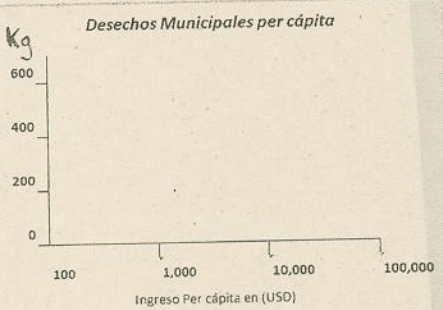 Desechos Municipales per cápita
Kg
600
400
200
0
100 1,000 10,000 100,000
Ingreso Per cápita en (USD)